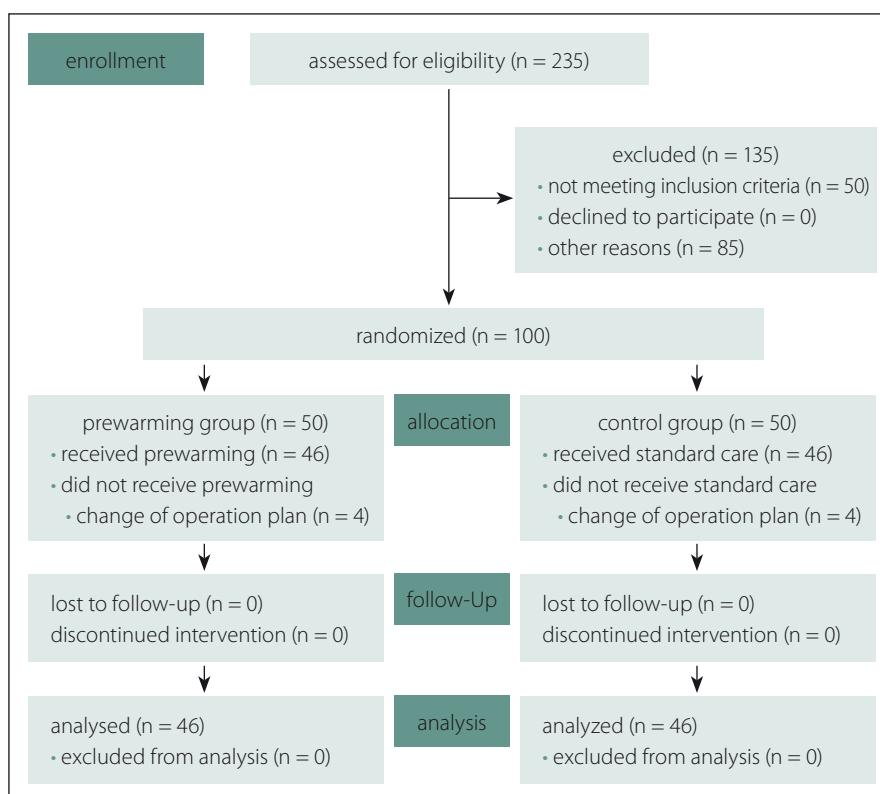 enrollment
assessed for eligibility (n = 235)
excluded (n = 135)
• not meeting inclusion criteria (n = 50)
• declined to participate (n = 0)
• other reasons (n = 85)
randomized (n = 100)
prewarming group (n = 50)
• received prewarming (n = 46)
• did not receive prewarming
• change of operation plan (n = 4)
allocation
control group (n = 50)
• received standard care (n = 46)
• did not receive standard care
• change of operation plan (n = 4)
lost to follow-up (n = 0)
discontinued intervention (n = 0)
follow-Up
lost to follow-up (n = 0)
discontinued intervention (n = 0)
analysed (n = 46)
• excluded from analysis (n = 0)
analysis
analyzed (n = 46)
• excluded from analysis (n = 0)